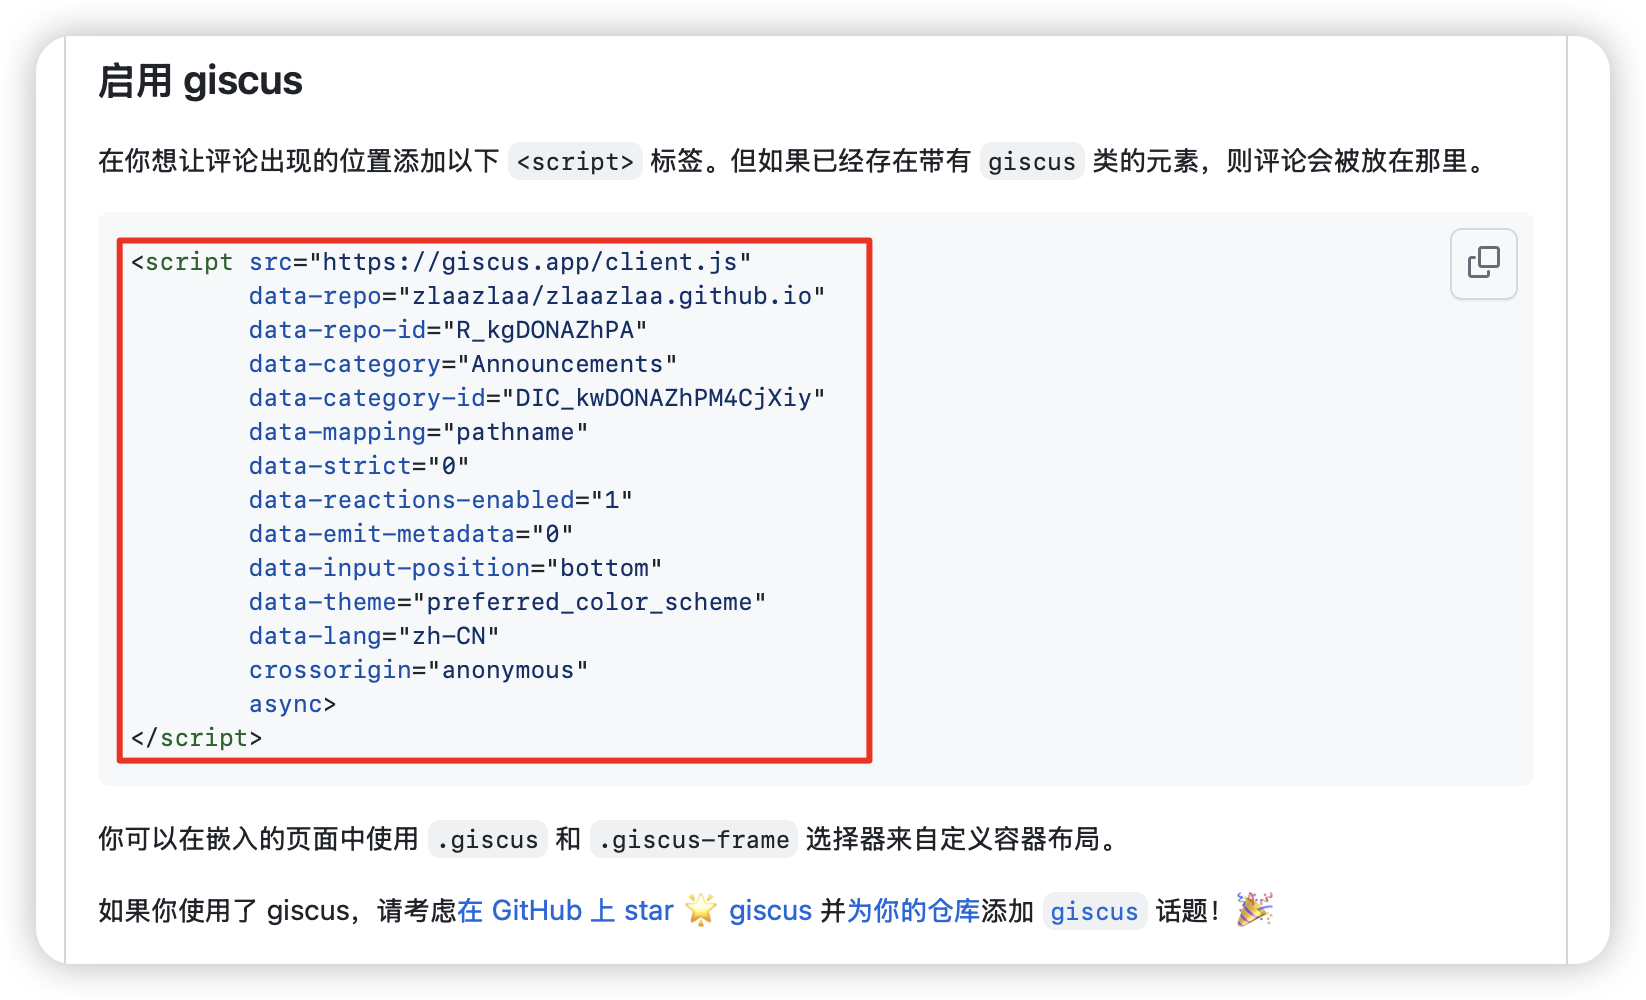 启用 giscus
在你想让评论出现的位置添加以下 <script> 标签。但如果已经存在带有 giscus 类的元素，则评论会被放在那里。
<script src="https://giscus.app/client.js"
        data-repo="zlaazlaa/zlaazlaa.github.io"
        data-repo-id="R_kgDONAZhPA"
        data-category="Announcements"
        data-category-id="DIC_kwDONAZhPM4CjXiy"
        data-mapping="pathname"
        data-strict="0"
        data-reactions-enabled="1"
        data-emit-metadata="0"
        data-input-position="bottom"
        data-theme="preferred_color_scheme"
        data-lang="zh-CN"
        crossorigin="anonymous"
        async>
</script>
你可以在嵌入的页面中使用 .giscus 和 .giscus-frame 选择器来自定义容器布局。
如果你使用了 giscus，请考虑在 GitHub 上 star 🌟 giscus 并为你的仓库添加 giscus 话题！🎉